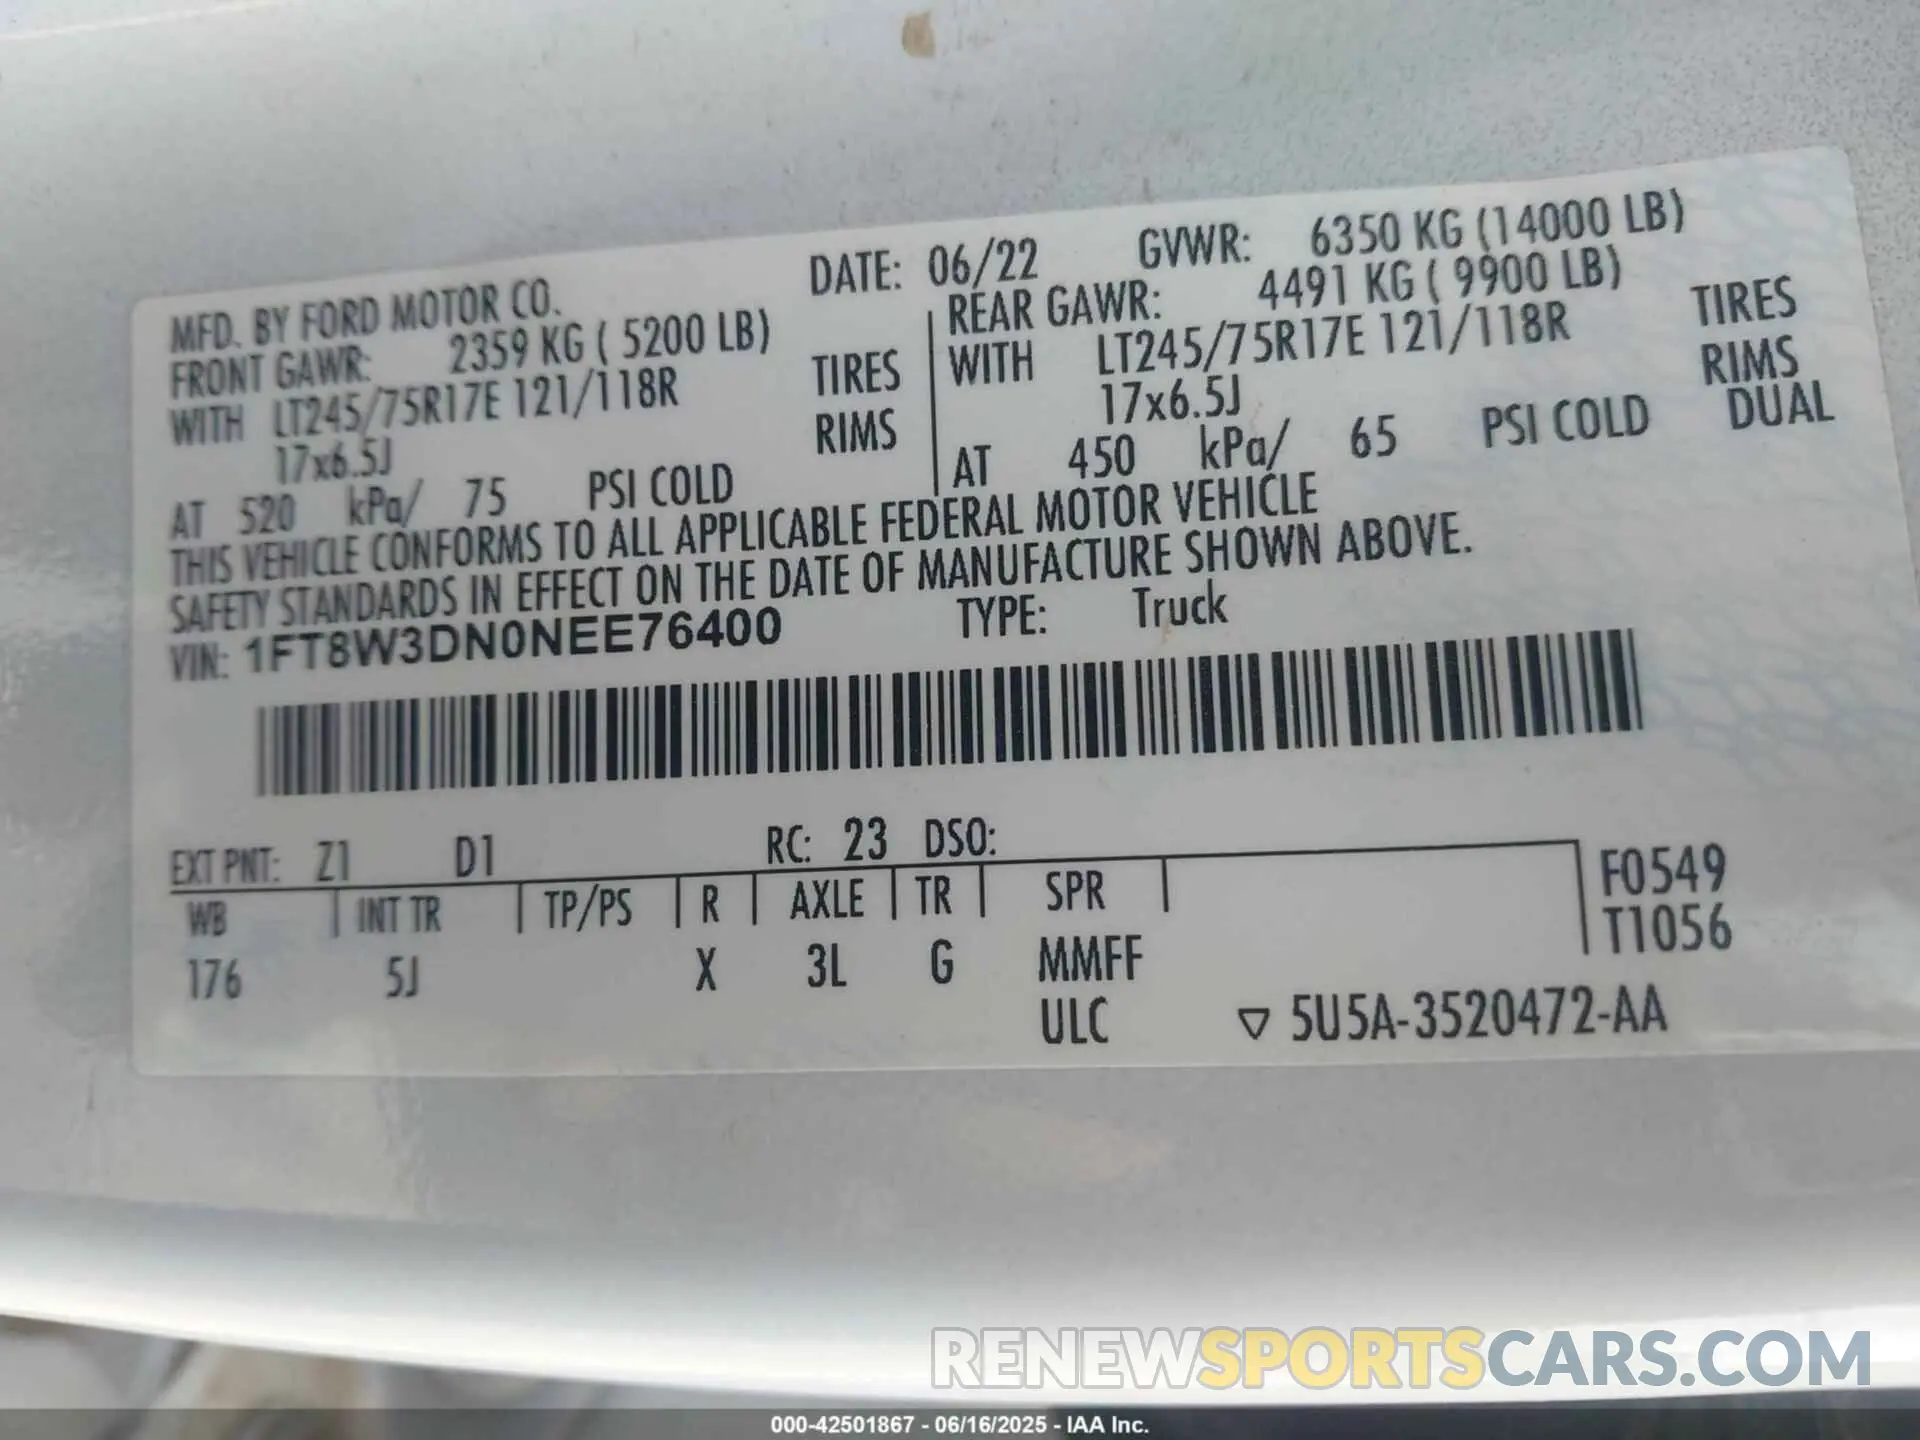 MFD. BY FORD MOTOR CO.
DATE: 06/22 GVWR: 6350 KG (14000 LB)
FRONT GAWR: 2359 KG ( 5200 LB)
WITH LT245/75R17E 121/118R TIRES
17x6.5J RIMS
AT 520 kPa/ 75 PSI COLD
REAR GAWR: 4491 KG ( 9900 LB)
WITH LT245/75R17E 121/118R TIRES
17x6.5J RIMS
AT 450 kPa/ 65 PSI COLD DUAL
THIS VEHICLE CONFORMS TO ALL APPLICABLE FEDERAL MOTOR VEHICLE
SAFETY STANDARDS IN EFFECT ON THE DATE OF MANUFACTURE SHOWN ABOVE.
VIN: 1FT8W3DN0NEE76400 TYPE: Truck
EXT PNT: Z1 D1 RC: 23 DSO:
WB INT TR TP/PS R AXLE TR SPR F0549
176 5J X 3L G MMFF T1056
ULC ▽ 5U5A-3520472-AA
RENEWSPORTSCARS.COM
000-42501867 - 06/16/2025 - IAA Inc.